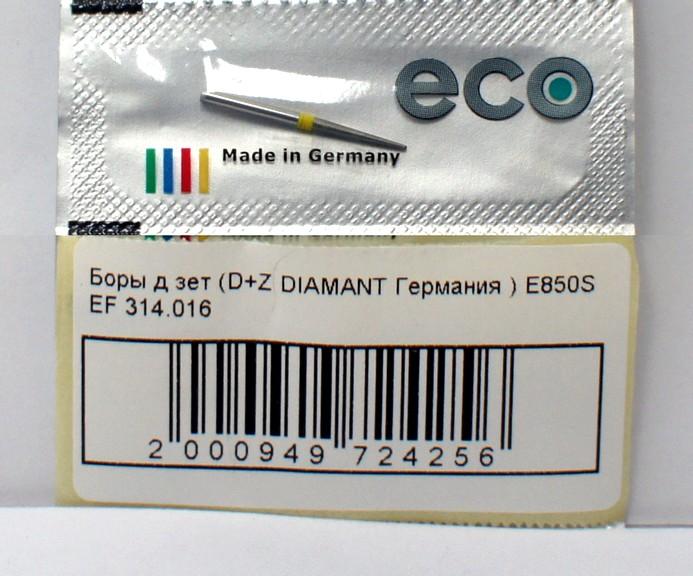 eco
Made in Germany
Боры д зет (D+Z DIAMANT Германия ) E850S
EF 314.016
2 000949 724256